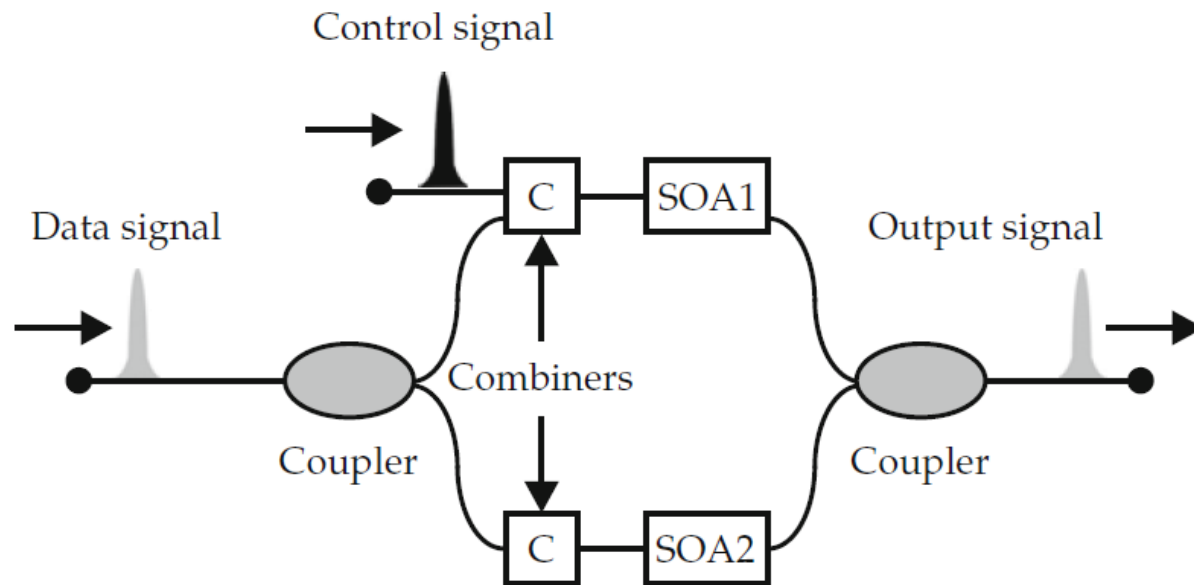 Control signal
C
SOA1
Data signal
Output signal
Combiners
Coupler
Coupler
C
SOA2